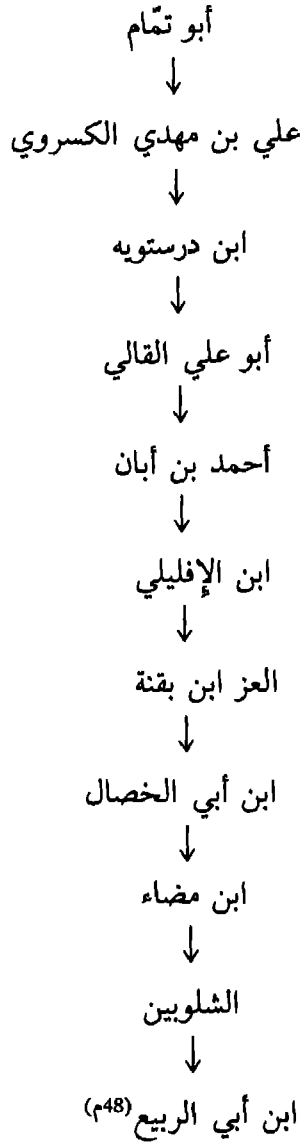 أبو تمّام
↓
علي بن مهدي الكسروي
↓
ابن درستويه
↓
أبو علي القالي
↓
أحمد بن أبان
↓
ابن الإفليلي
↓
العز ابن بقنة
↓
ابن أبي الخصال
↓
ابن مضاء
↓
الشلوبين
↓
ابن أبي الربيع (48م)